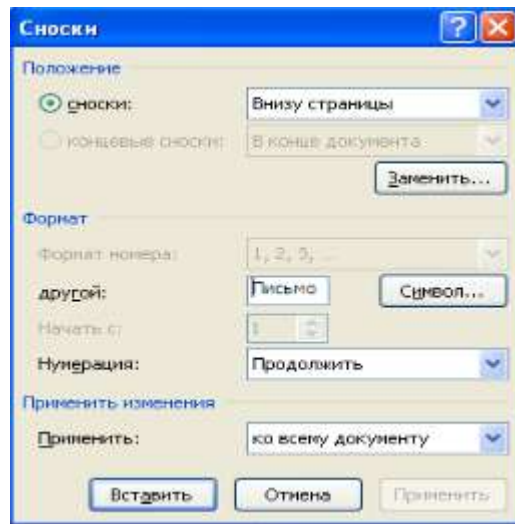 Сноски
Положение
сноски: Внизу страницы
концевые сноски: В конце документа
Заменить...
Формат
Формат номера: 1, 2, 3, ...
другой: Письмо Символ...
Начать с: 1
Нумерация: Продолжить
Применить изменения
Применить: ко всему документу
Вставить Отмена Применить